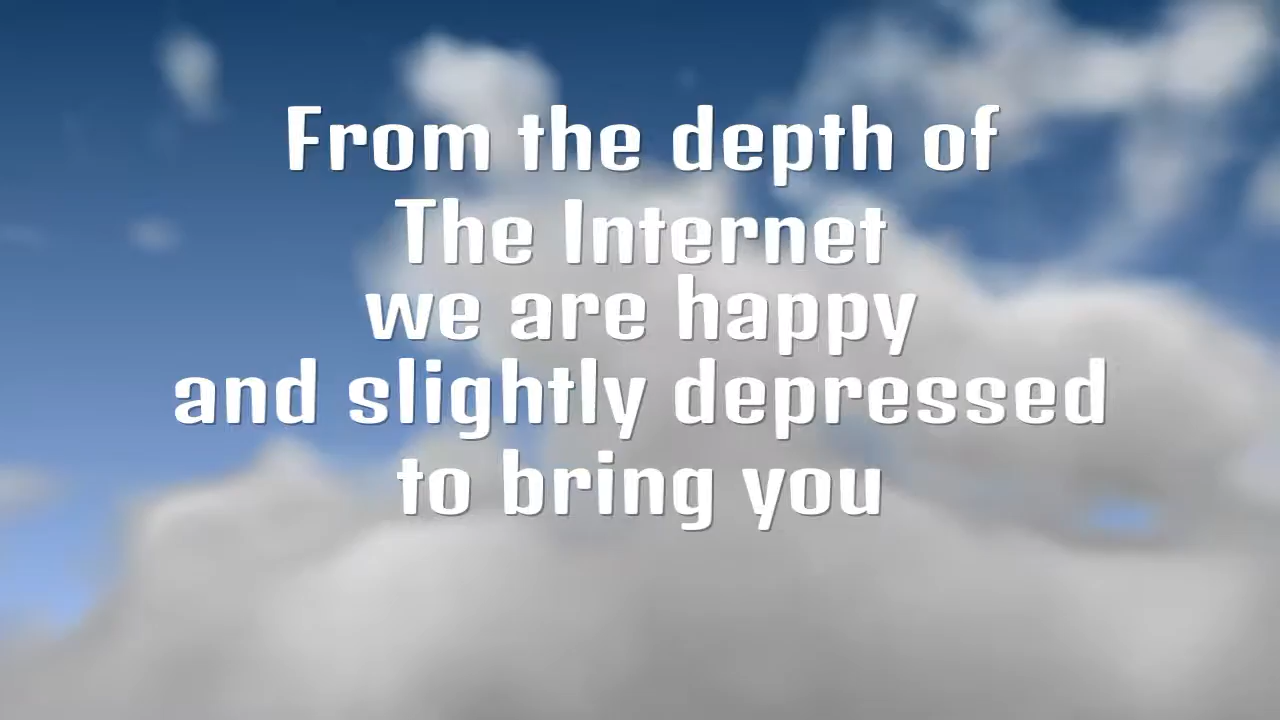 From the depth of
The Internet
we are happy
and slightly depressed
to bring you